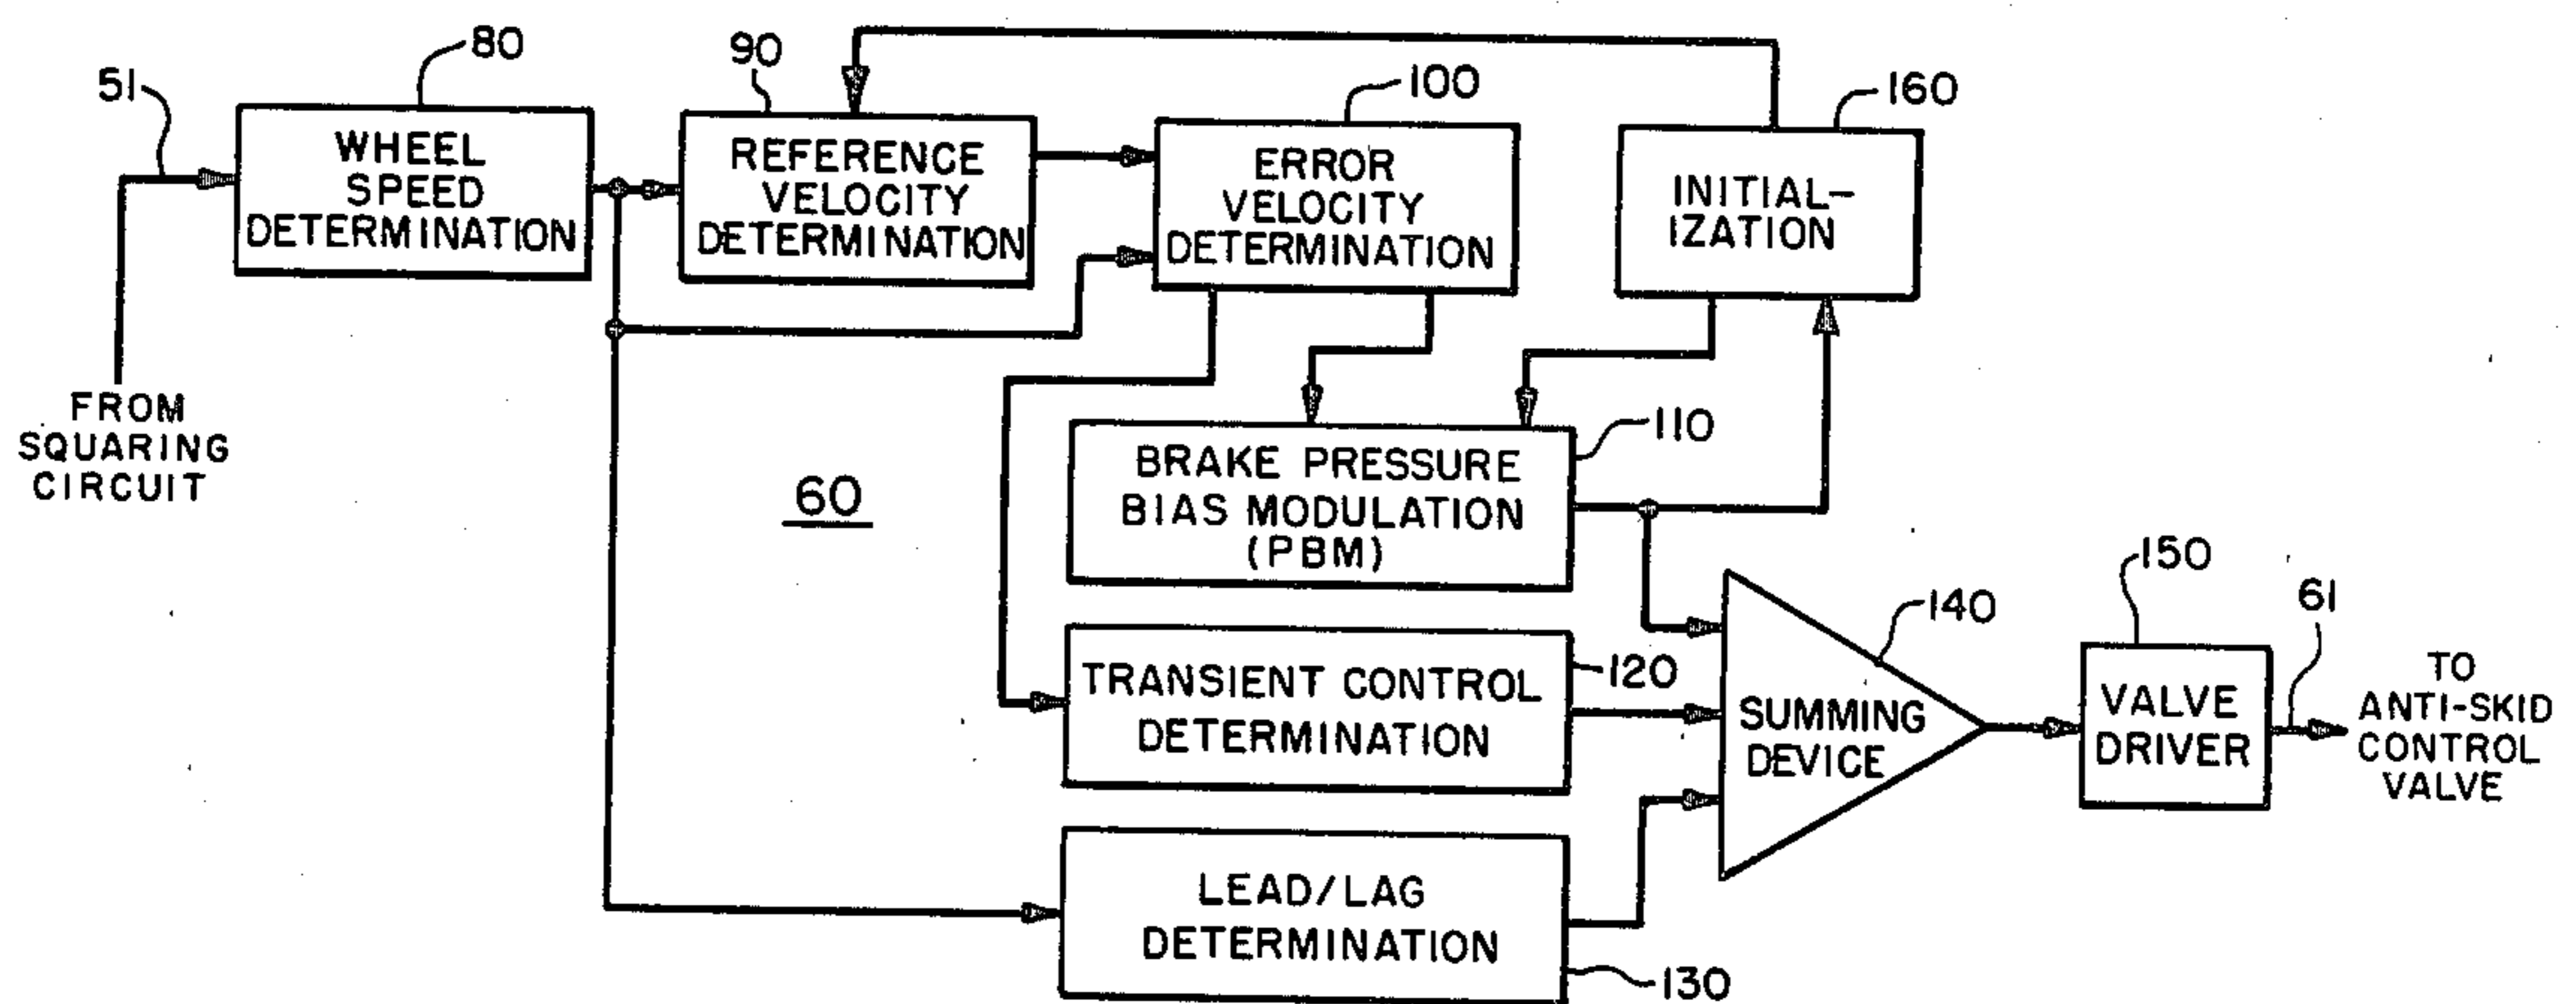 51
80
WHEEL
SPEED
DETERMINATION
90
REFERENCE
VELOCITY
DETERMINATION
100
ERROR
VELOCITY
DETERMINATION
160
INITIAL-
IZATION
FROM
SQUARING
CIRCUIT
60
110
BRAKE PRESSURE
BIAS MODULATION
(PBM)
120
TRANSIENT CONTROL
DETERMINATION
140
SUMMING
DEVICE
150
VALVE
DRIVER
61
TO
ANTI-SKID
CONTROL
VALVE
LEAD/LAG
DETERMINATION
130